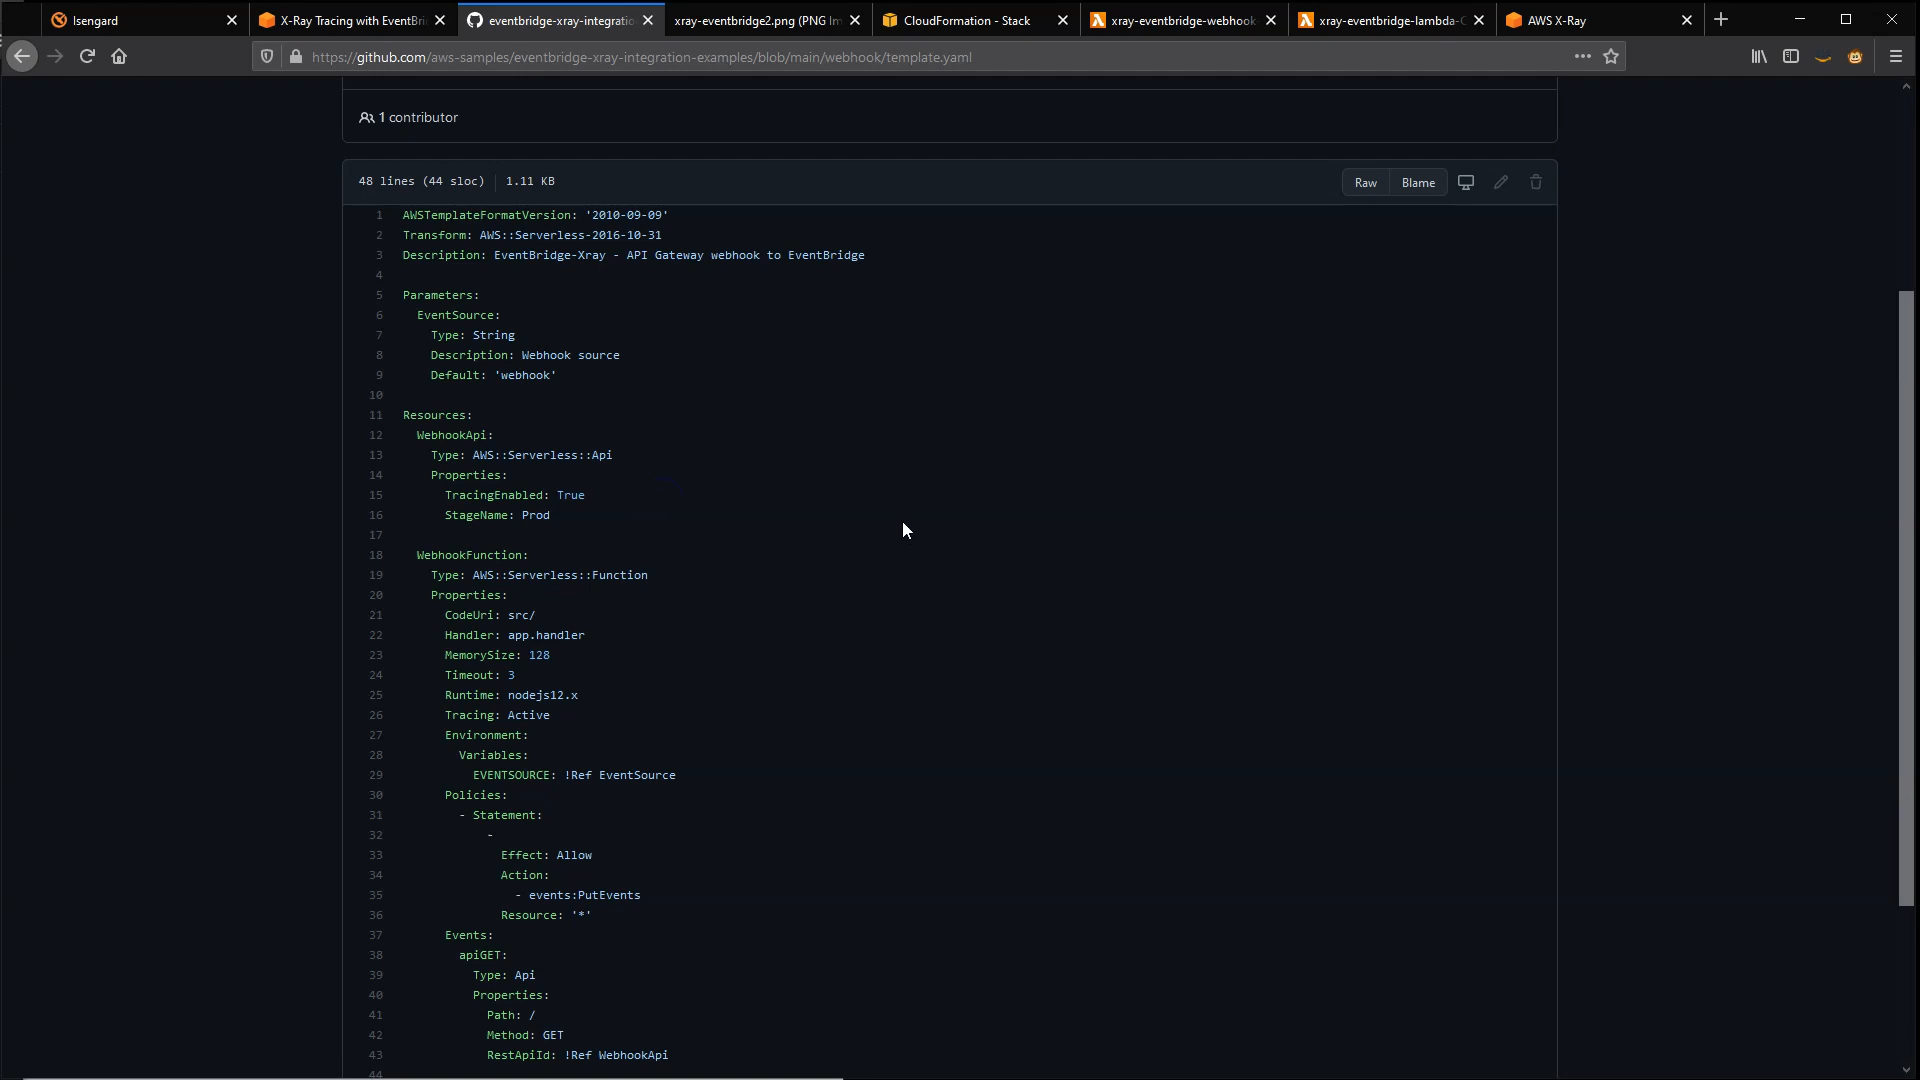 Isengard
X-Ray Tracing with EventBri
eventbridge-xray-integratio
xray-eventbridge2.png (PNG Im
CloudFormation - Stack
xray-eventbridge-webhook
xray-eventbridge-lambda-C
AWS X-Ray
https://github.com/aws-samples/eventbridge-xray-integration-examples/blob/main/webhook/template.yaml
1 contributor
48 lines (44 sloc) 1.11 KB
Raw Blame
1 AWSTemplateFormatVersion: '2010-09-09'
2 Transform: AWS::Serverless-2016-10-31
3 Description: EventBridge-Xray - API Gateway webhook to EventBridge
4
5 Parameters:
6 EventSource:
7 Type: String
8 Description: Webhook source
9 Default: 'webhook'
10
11 Resources:
12 WebhookApi:
13 Type: AWS::Serverless::Api
14 Properties:
15 TracingEnabled: True
16 StageName: Prod
17
18 WebhookFunction:
19 Type: AWS::Serverless::Function
20 Properties:
21 CodeUri: src/
22 Handler: app.handler
23 MemorySize: 128
24 Timeout: 3
25 Runtime: nodejs12.x
26 Tracing: Active
27 Environment:
28 Variables:
29 EVENTSOURCE: !Ref EventSource
30 Policies:
31 - Statement:
32 -
33 Effect: Allow
34 Action:
35 - events:PutEvents
36 Resource: '*'
37 Events:
38 apiGET:
39 Type: Api
40 Properties:
41 Path: /
42 Method: GET
43 RestApiId: !Ref WebhookApi
44